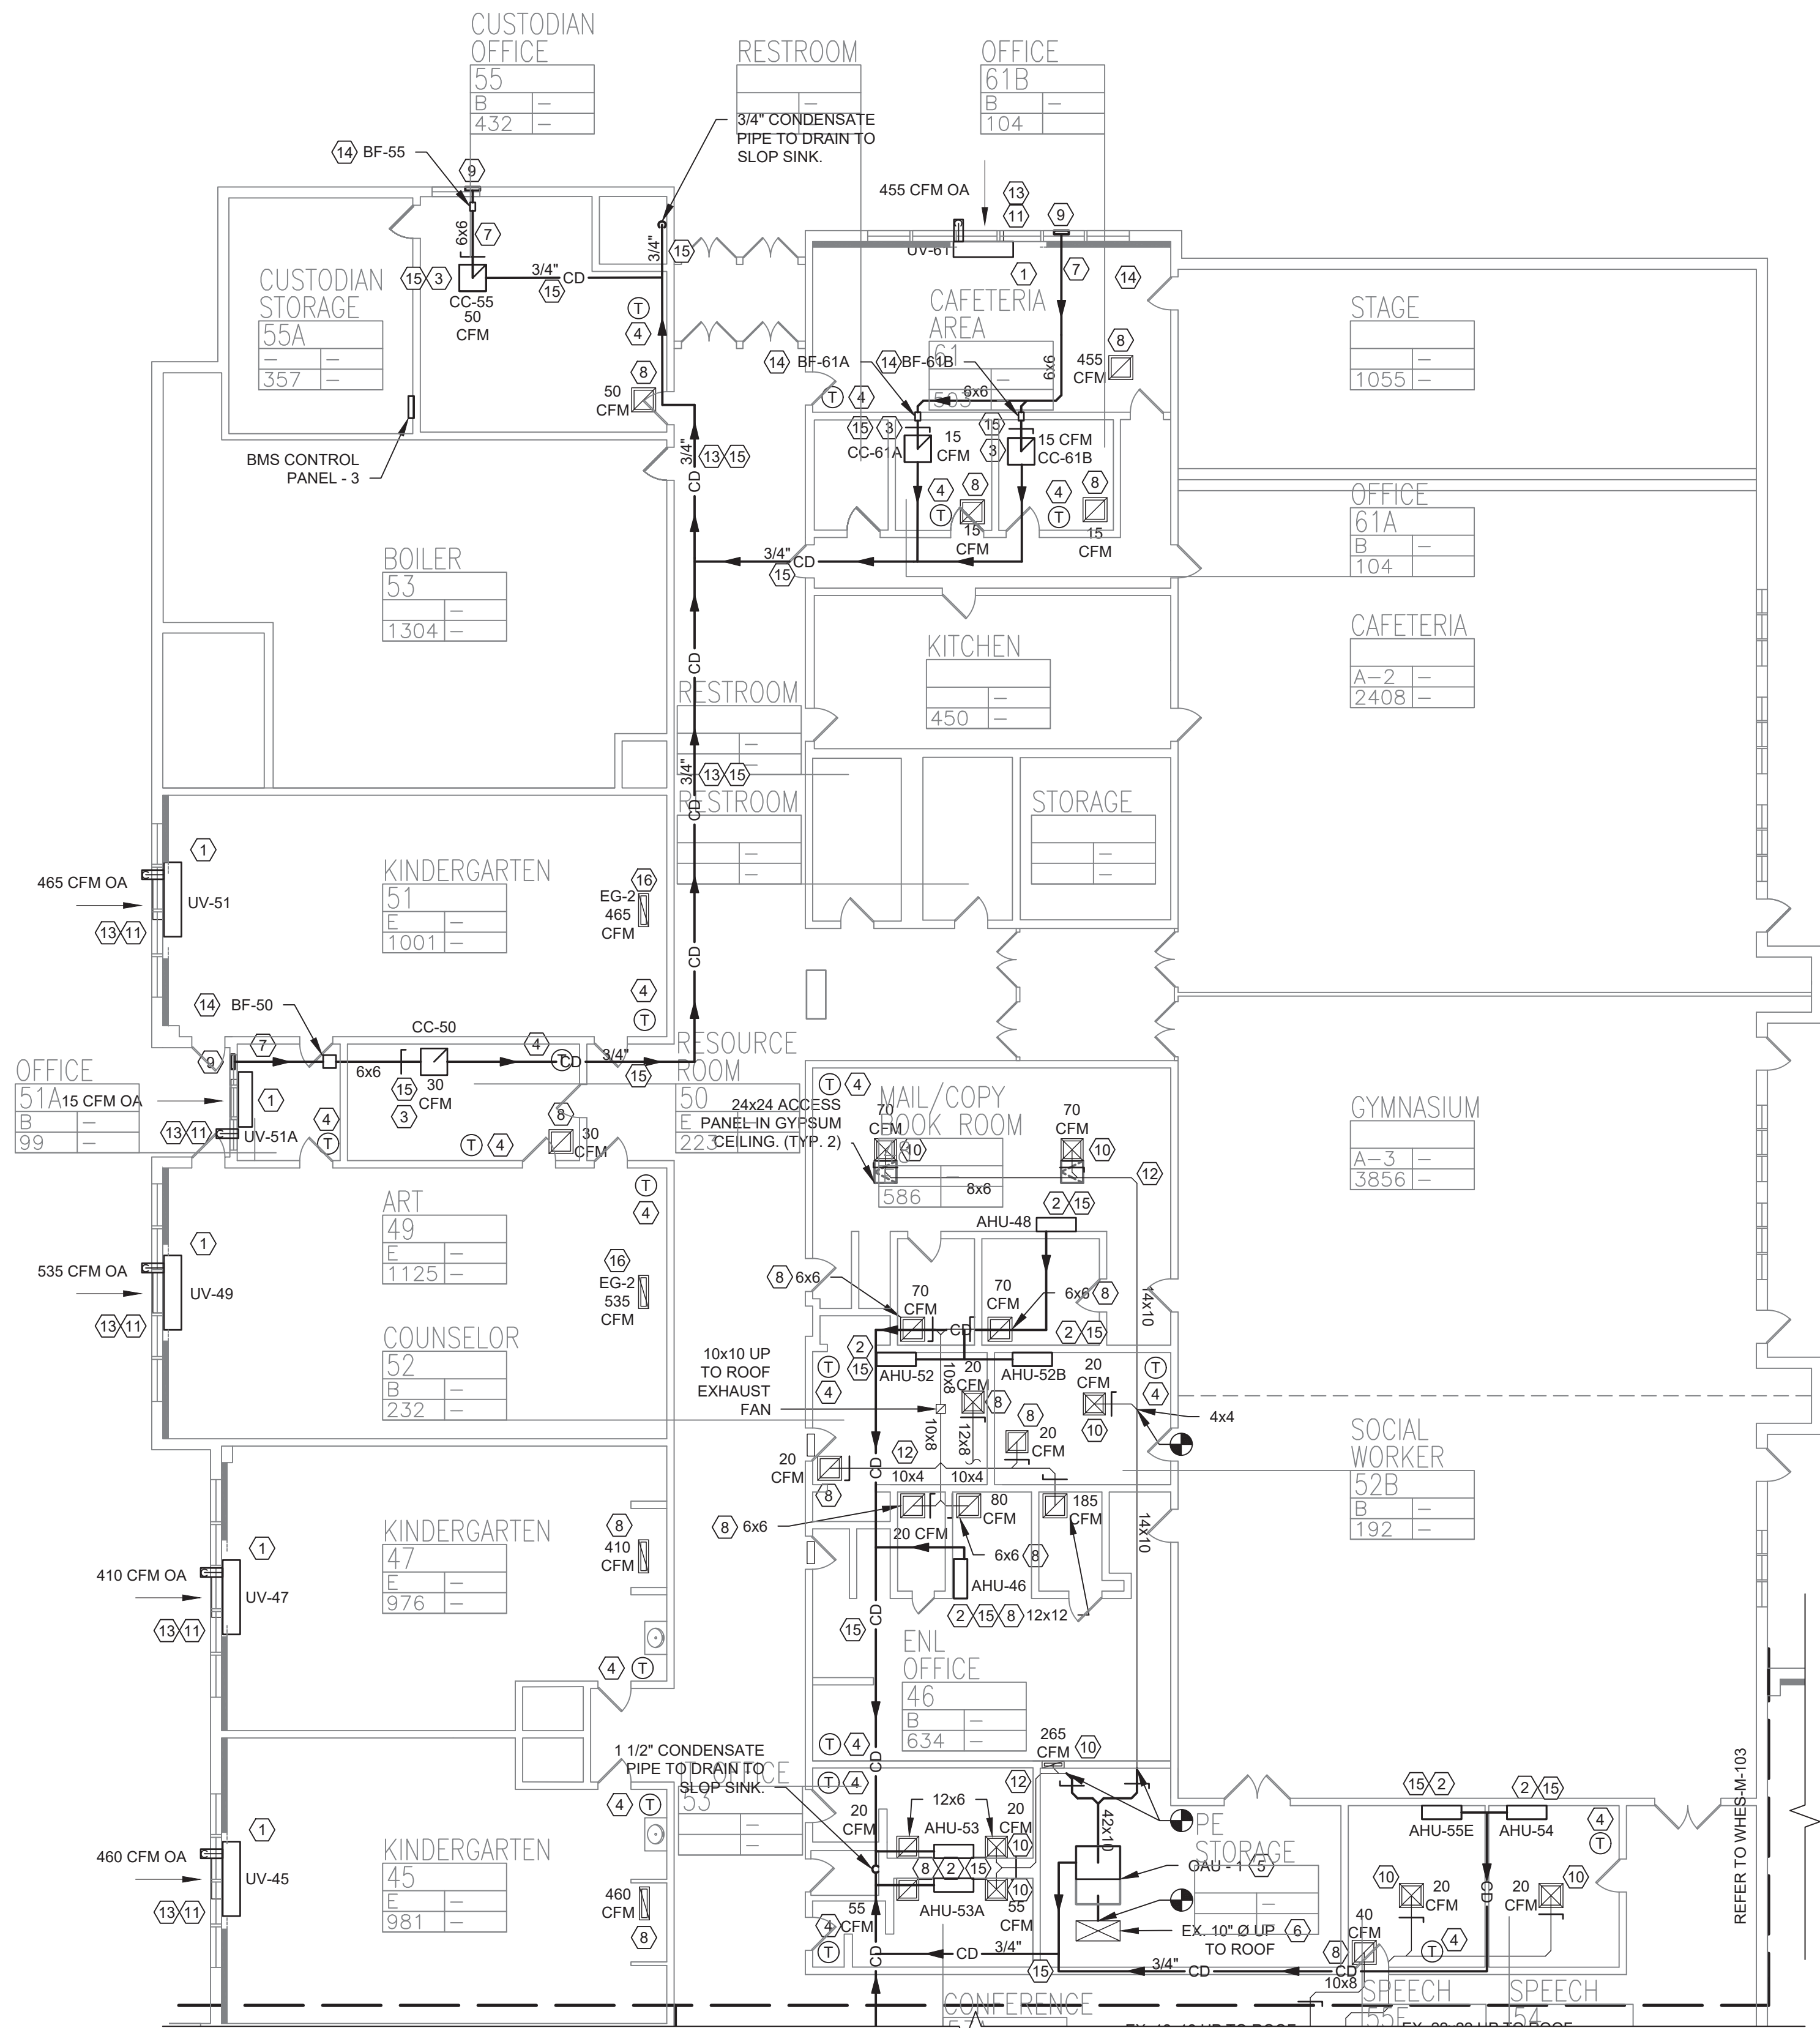 CUSTODIAN
OFFICE
55
B –
432 –
RESTROOM
–
3/4" CONDENSATE
PIPE TO DRAIN TO
SLOP SINK.
OFFICE
61B
B –
104
14 BF-55
9
6x6
7
15 3
CC-55
50
CFM
3/4" CD
15
3/4"
15
T
4
8
50
CFM
CUSTODIAN
STORAGE
55A
– –
357 –
BMS CONTROL
PANEL - 3
455 CFM OA
13
11
9
UV-61
1
7
14
CAFETERIA
AREA
61
–
503 –
14 BF-61A
14 BF-61B
6x6
6x6
8
455
CFM
T 4
15 3
CC-61A
15
CFM
15
3
15 CFM
CC-61B
4
T
8
15
CFM
4
T
8
15
CFM
3/4" CD
15
STAGE
–
1055 –
OFFICE
61A
B –
104 –
BOILER
53
–
1304 –
3/4"
13 15
CD
CD
KITCHEN
–
450 –
CAFETERIA
A-2 –
2408 –
RESTROOM
–
–
3/4"
13 15
CD
RESTROOM
–
–
STORAGE
–
–
1
465 CFM OA
UV-51
13 11
KINDERGARTEN
51
E –
1001 –
16
EG-2
465
CFM
4
T
CD
14 BF-50
CC-50
7
9
6x6
15
3
30
CFM
4
T
CD 3/4"
15
OFFICE
51A
B –
99 –
15 CFM OA
1
13 11
UV-51A
4
T
T 4
8
30
CFM
RESOURCE
ROOM
50
E –
223 –
24x24 ACCESS
PANEL IN GYPSUM
CEILING. (TYP. 2)
T 4
MAIL/COPY
BOOK ROOM
–
586 –
70
CFM
10
70
CFM
10
8x6
12
2 15
AHU-48
GYMNASIUM
A-3 –
3856 –
ART
49
E –
1125 –
T
4
1
535 CFM OA
UV-49
13 11
16
EG-2
535
CFM
8 6x6
70
CFM
70
CFM
6x6 8
CD
2 15
14x10
COUNSELOR
52
B –
232 –
10x10 UP
TO ROOF
EXHAUST
FAN
2
15
T
4
AHU-52
10x8
20
CFM
AHU-52B
8
20
CFM
10
T
4
4x4
10x8
12x8
8
20
CFM
12
10x4 10x4
CD
20
CFM
8
SOCIAL
WORKER
52B
B –
192 –
8 6x6
20 CFM
80
CFM
185
CFM
14x10
6x6 8
AHU-46
2 15 8 12x12
CD
15
KINDERGARTEN
47
E –
976 –
8
410
CFM
1
410 CFM OA
UV-47
13 11
4 T
ENL
OFFICE
46
B –
634 –
T 4
265
CFM
10
CD
1 1/2" CONDENSATE
PIPE TO DRAIN TO
SLOP SINK.
OFFICE
53
–
–
T 4
12
20
CFM
12x6
AHU-53
20
CFM
10
8 2 15
10
AHU-53A
55
CFM
55
CFM
4
T
42x10
PE
STORAGE
–
OAU - 1 5
EX. 10" Ø UP
TO ROOF
6
CD
CD 3/4"
15
3/4" CD
CD
10x8
15 2
2 15
AHU-55E
AHU-54
4
T
CD
10
20
CFM
20
CFM
10
40
CFM
8
T 4
REFER TO WHES-M-103
4 T
1
460 CFM OA
UV-45
13 11
KINDERGARTEN
45
E –
981 –
460
CFM
8
CONFERENCE
SPEECH
55E
SPEECH
54